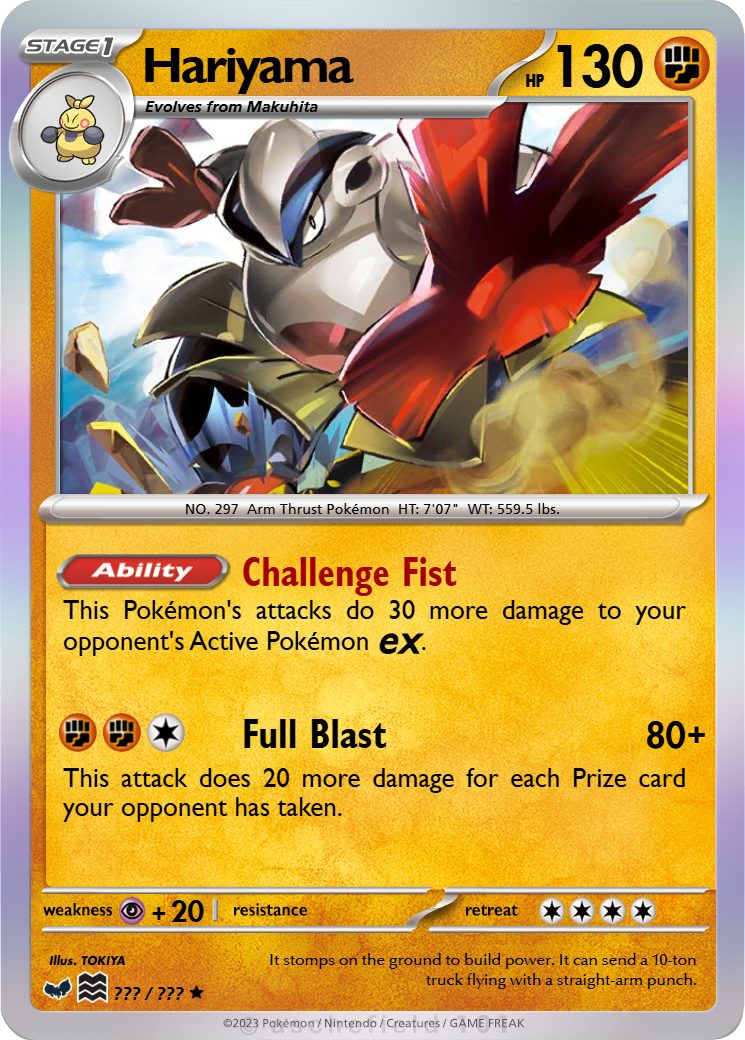 STAGE1
Hariyama
HP 130
Evolves from Makuhita
NO. 297 Arm Thrust Pokémon HT: 7'07" WT: 559.5 lbs.
Ability Challenge Fist
This Pokémon's attacks do 30 more damage to your
opponent's Active Pokémon ex.
Full Blast 80+
This attack does 20 more damage for each Prize card
your opponent has taken.
weakness + 20 resistance retreat
Illus. TOKIYA
It stomps on the ground to build power. It can send a 10-ton
truck flying with a straight-arm punch.
??? / ??? ★
©2023 Pokémon / Nintendo / Creatures / GAME FREAK